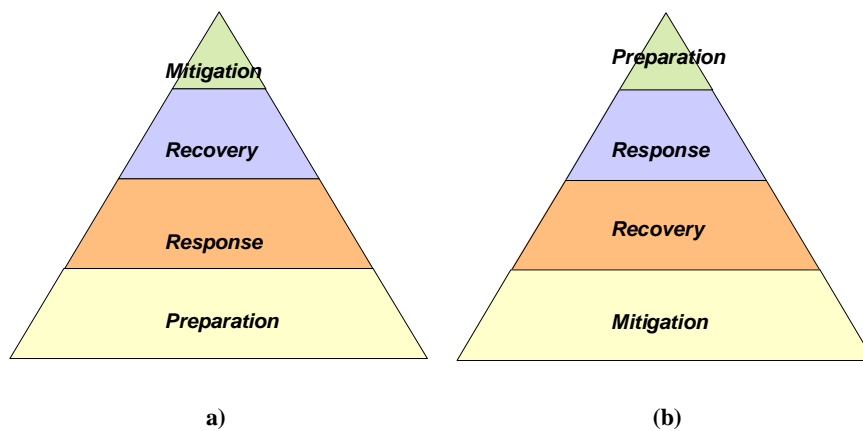 Mitigation
Recovery
Response
Preparation
a)
Preparation
Response
Recovery
Mitigation
(b)